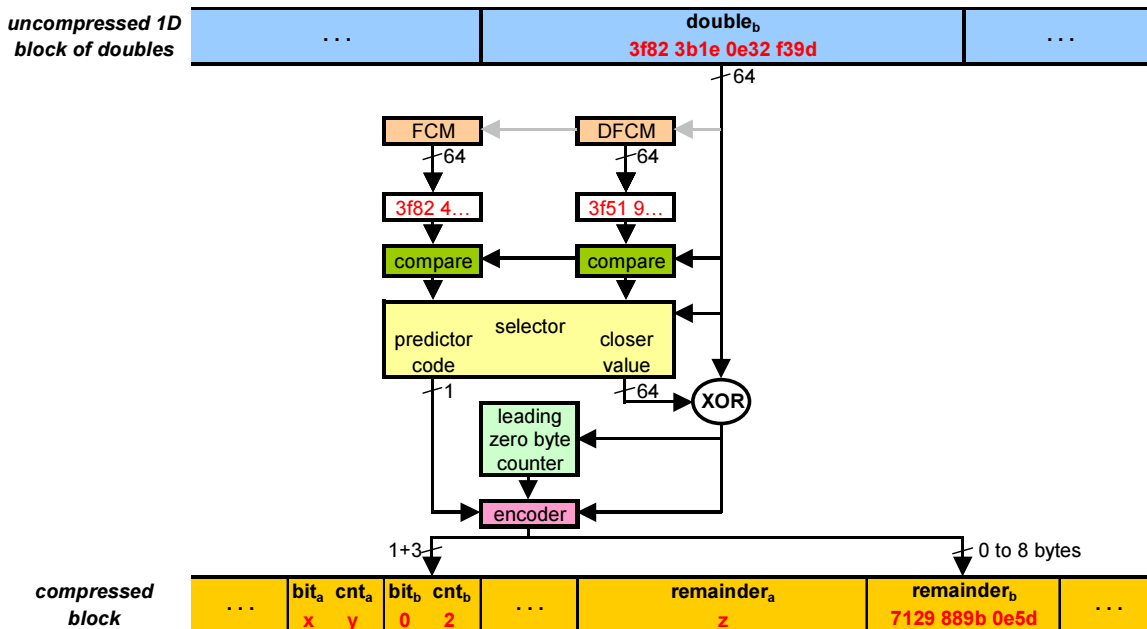 uncompressed 1D
block of doubles
. . .
double_b
3f82 3b1e 0e32 f39d
. . .
64
FCM
DFCM
64
64
3f82 4…
3f51 9…
compare
compare
selector
predictor
code
closer
value
1
64
XOR
leading
zero byte
counter
encoder
1+3
0 to 8 bytes
compressed
block
. . .
bit_a cnt_a
x y
bit_b cnt_b
0 2
. . .
remainder_a
z
remainder_b
7129 889b 0e5d
. . .